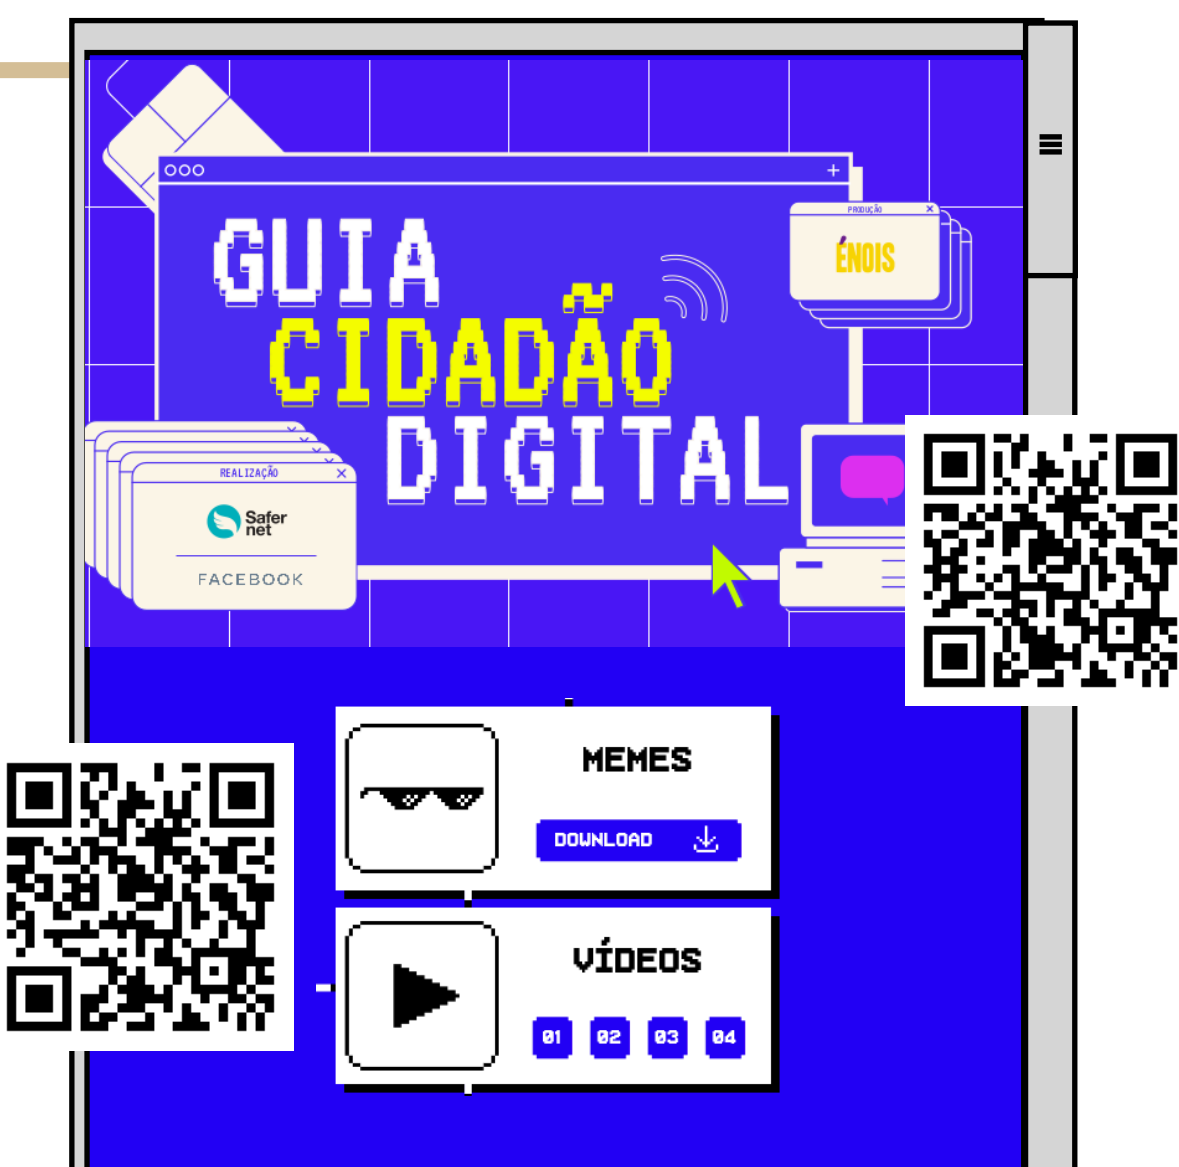 PRODUÇÃO
ÉNOIS
GUIA
CIDADÃO
DIGITAL
REALIZAÇÃO
Safer
net
FACEBOOK
MEMES
DOWNLOAD
VÍDEOS
01 02 03 04